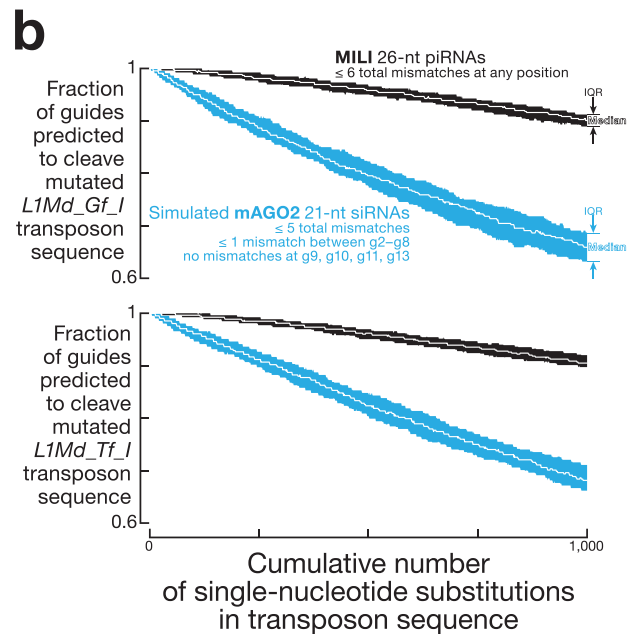 b
MILI 26-nt piRNAs
≤ 6 total mismatches at any position
1
Fraction
of guides
predicted
to cleave
mutated
L1Md_Gf_I
transposon
sequence
0.6
IQR
Median
Simulated mAGO2 21-nt siRNAs
≤ 5 total mismatches
≤ 1 mismatch between g2–g8
no mismatches at g9, g10, g11, g13
IQR
Median
1
Fraction
of guides
predicted
to cleave
mutated
L1Md_Tf_I
transposon
sequence
0.6
0
1,000
Cumulative number
of single-nucleotide substitutions
in transposon sequence